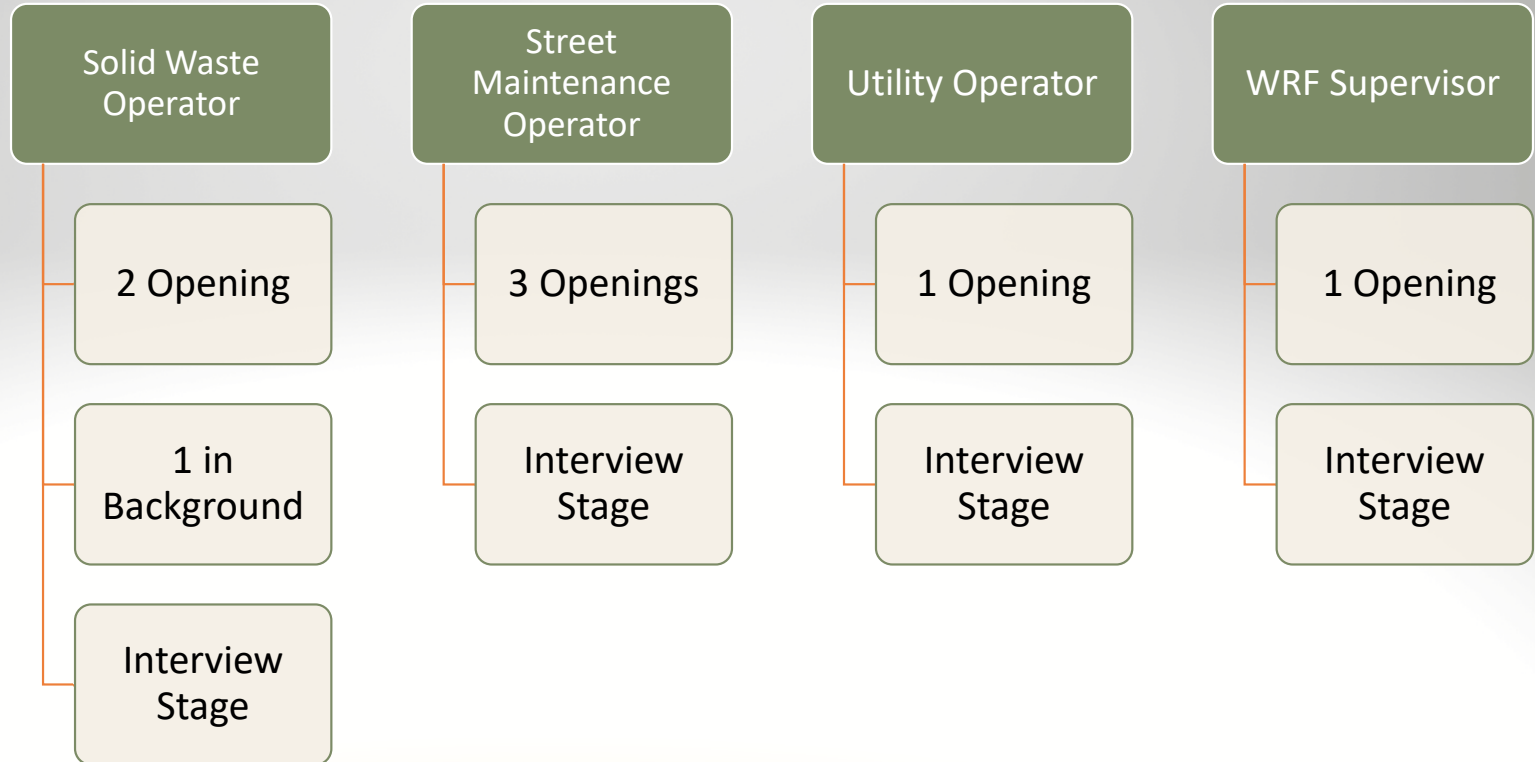 Solid Waste
Operator
2 Opening
1 in
Background
Interview
Stage
Street
Maintenance
Operator
3 Openings
Interview
Stage
Utility Operator
1 Opening
Interview
Stage
WRF Supervisor
1 Opening
Interview
Stage